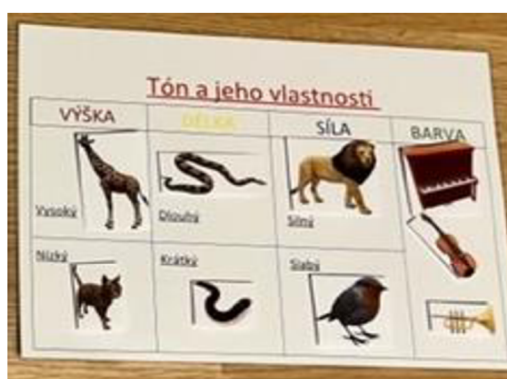 Tón a jeho vlastnosti
VÝŠKA DÉLKA SÍLA BARVA
Vysoký Dlouhý Silný
Nízký Krátký Slabý